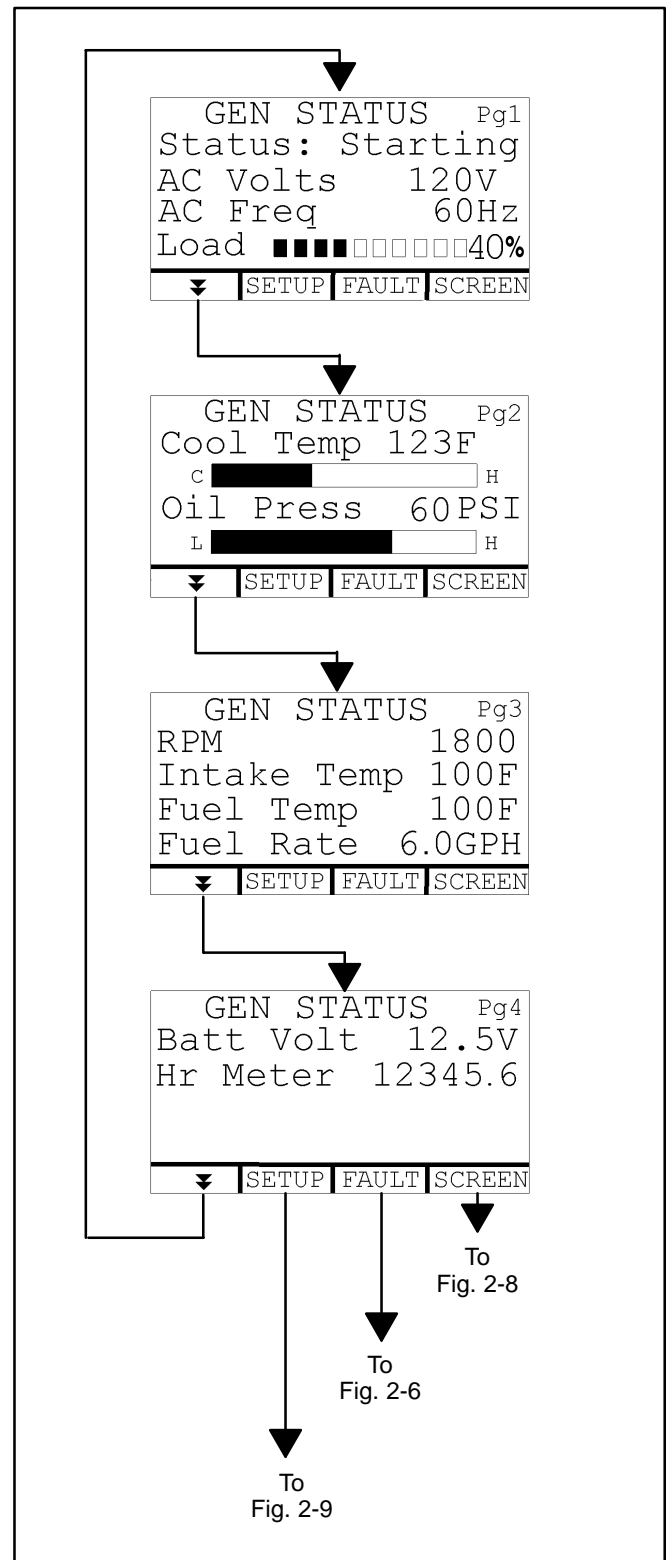 GEN STATUS Pg1
Status: Starting
AC Volts 120V
AC Freq 60Hz
Load 40%
SETUP FAULT SCREEN
GEN STATUS Pg2
Cool Temp 123F
C H
Oil Press 60PSI
L H
SETUP FAULT SCREEN
GEN STATUS Pg3
RPM 1800
Intake Temp 100F
Fuel Temp 100F
Fuel Rate 6.0GPH
SETUP FAULT SCREEN
GEN STATUS Pg4
Batt Volt 12.5V
Hr Meter 12345.6
SETUP FAULT SCREEN
To
Fig. 2-8
To
Fig. 2-6
To
Fig. 2-9